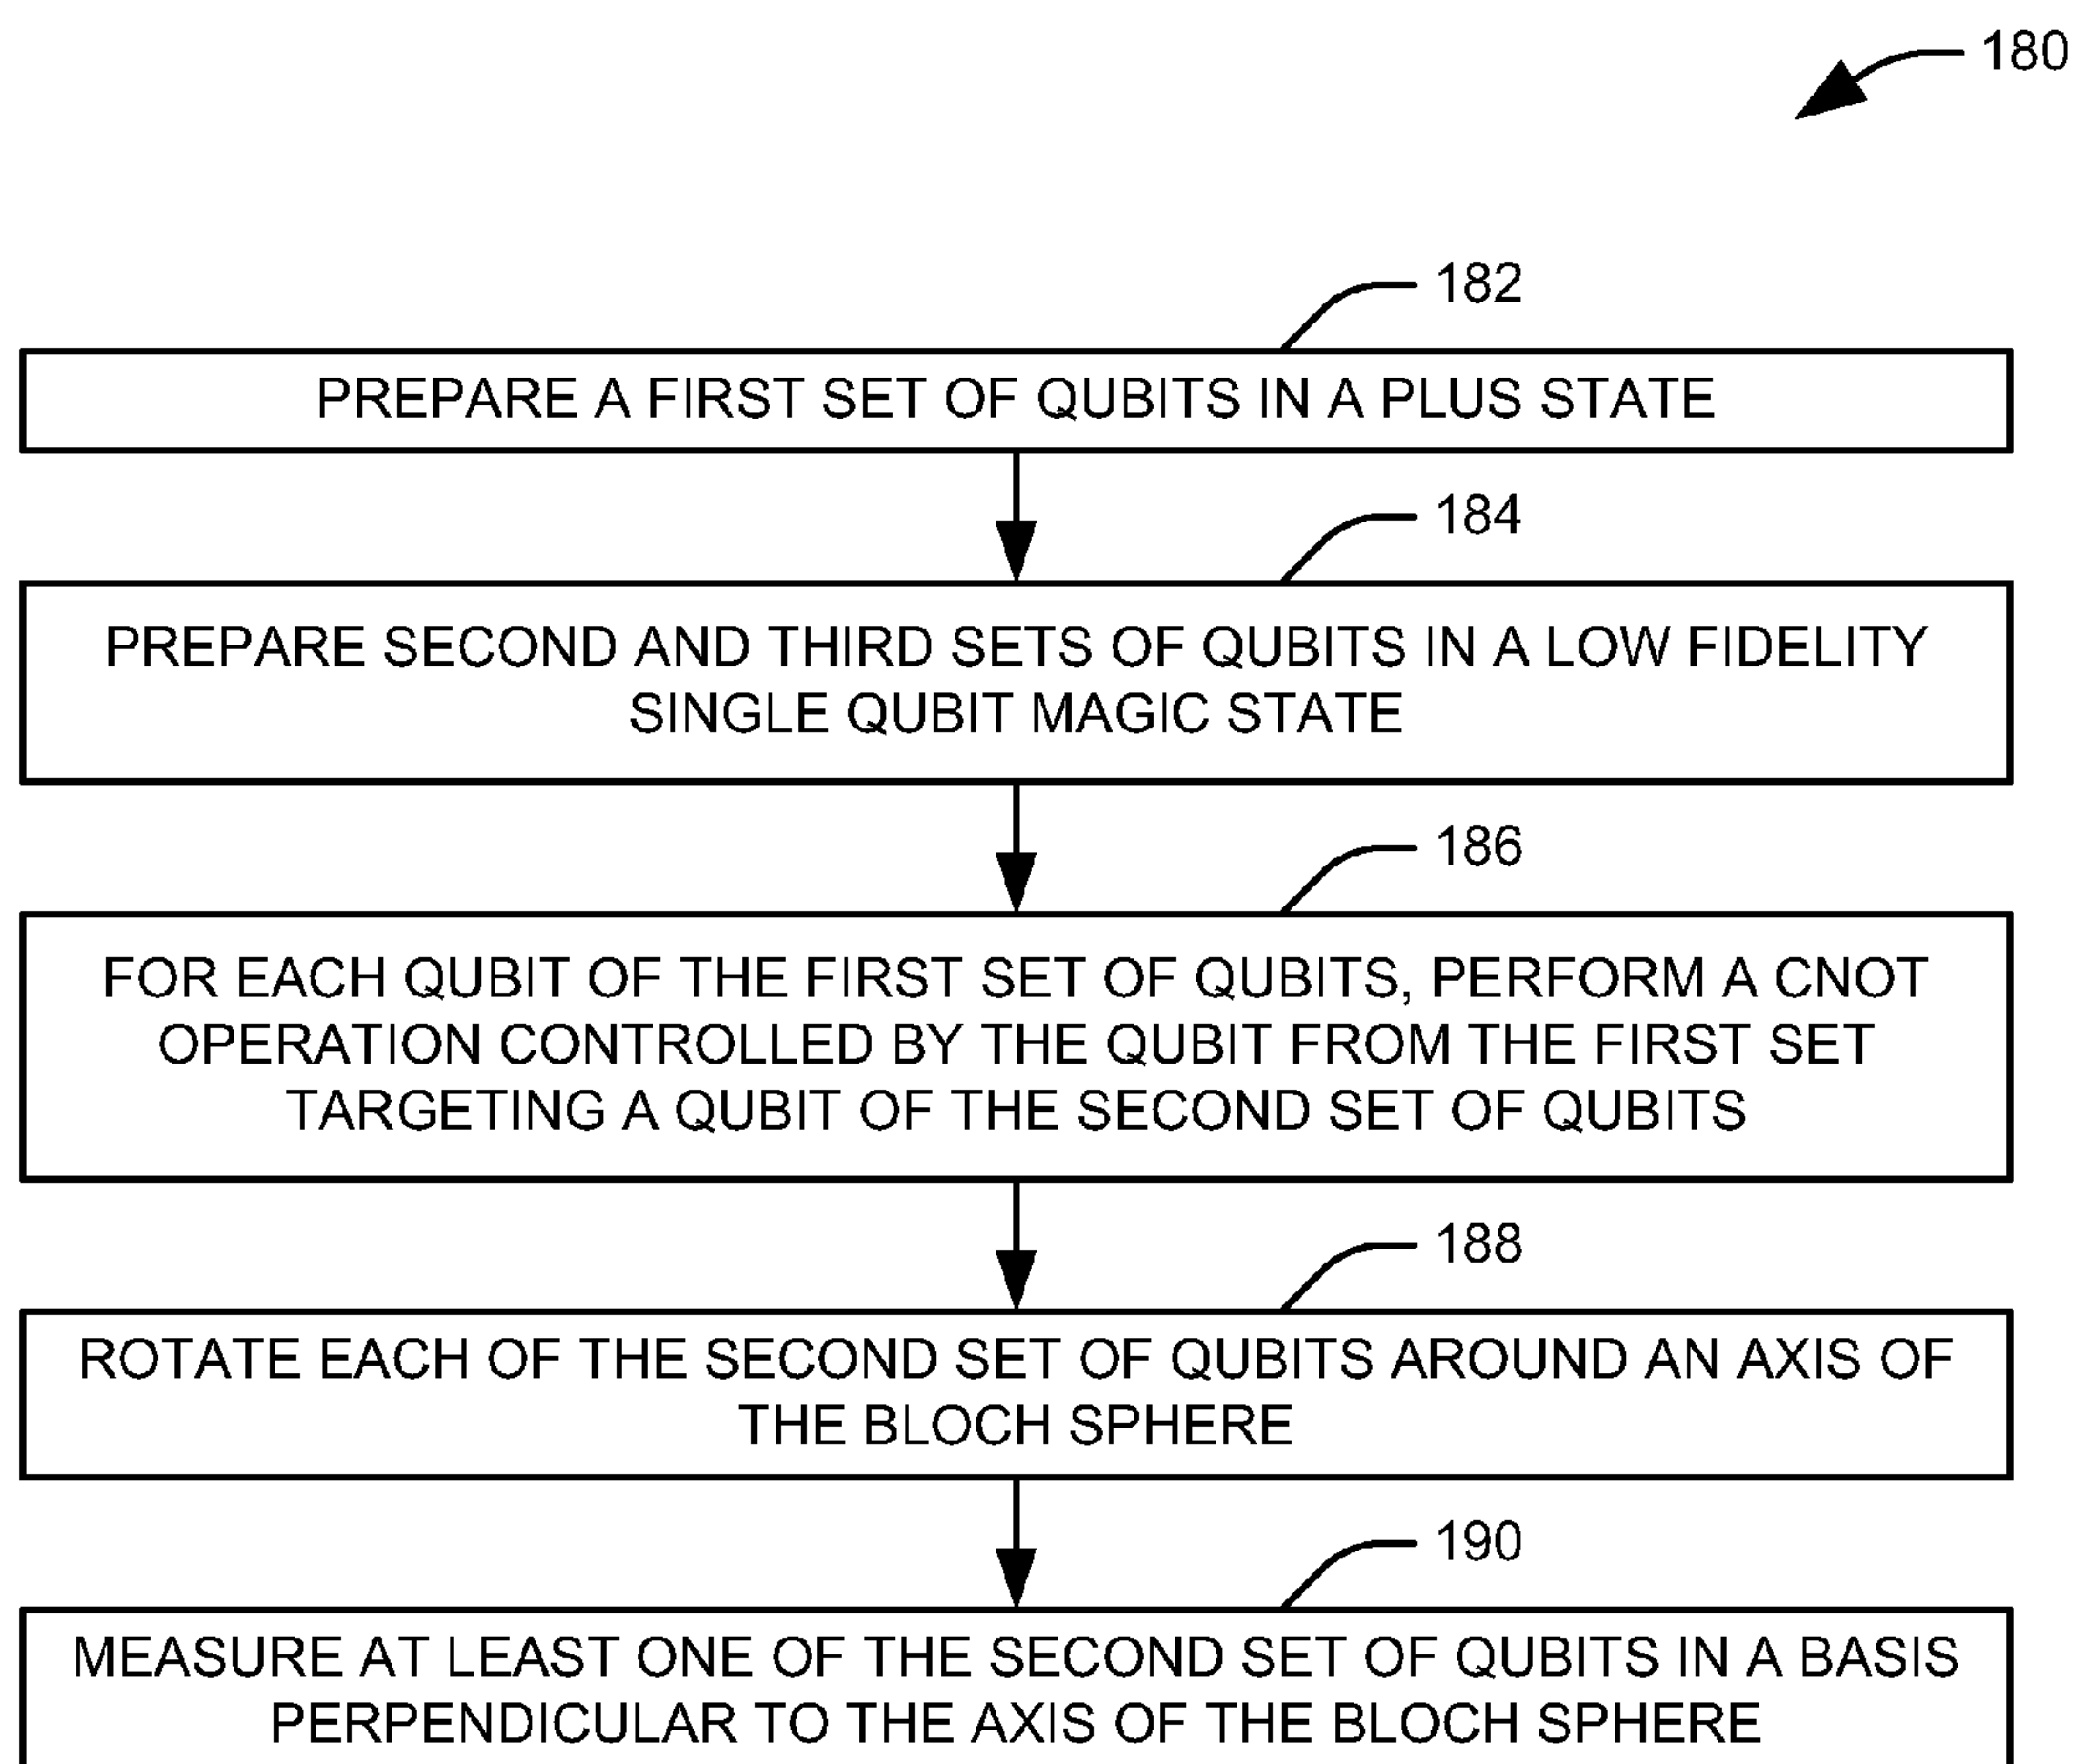 180
182
PREPARE A FIRST SET OF QUBITS IN A PLUS STATE
184
PREPARE SECOND AND THIRD SETS OF QUBITS IN A LOW FIDELITY
SINGLE QUBIT MAGIC STATE
186
FOR EACH QUBIT OF THE FIRST SET OF QUBITS, PERFORM A CNOT
OPERATION CONTROLLED BY THE QUBIT FROM THE FIRST SET
TARGETING A QUBIT OF THE SECOND SET OF QUBITS
188
ROTATE EACH OF THE SECOND SET OF QUBITS AROUND AN AXIS OF
THE BLOCH SPHERE
190
MEASURE AT LEAST ONE OF THE SECOND SET OF QUBITS IN A BASIS
PERPENDICULAR TO THE AXIS OF THE BLOCH SPHERE